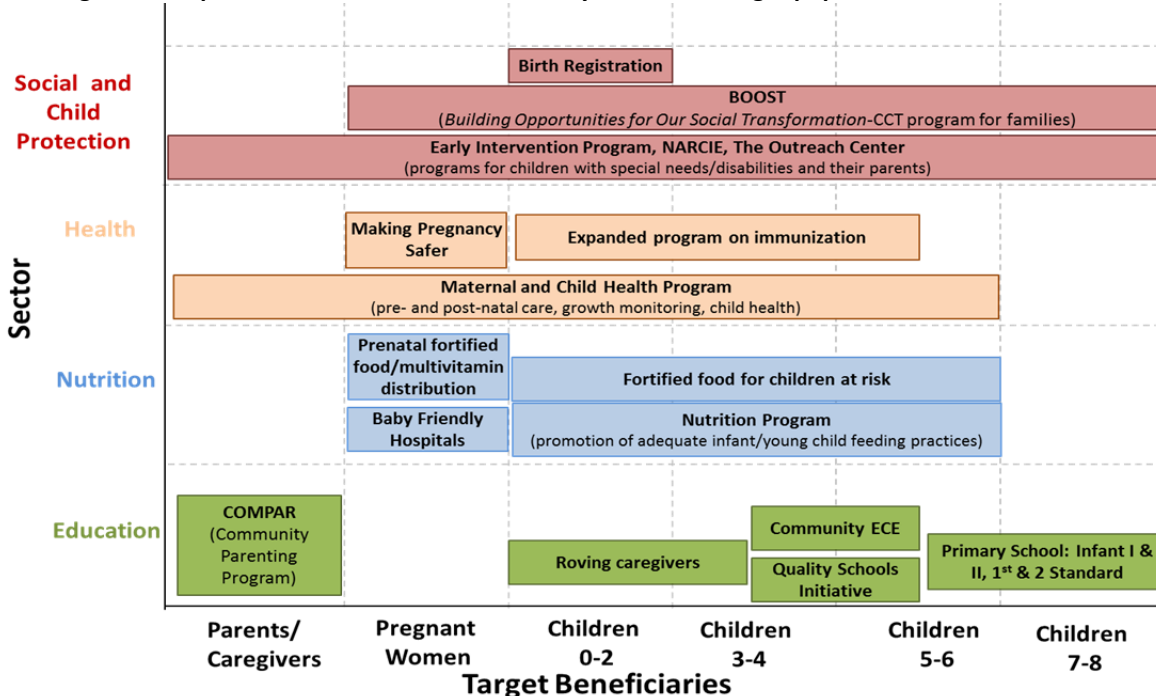 Social and
Child
Protection
Birth Registration
BOOST
(Building Opportunities for Our Social Transformation-CCT program for families)
Early Intervention Program, NARCIE, The Outreach Center
(programs for children with special needs/disabilities and their parents)
Sector
Health
Making Pregnancy
Safer
Expanded program on immunization
Maternal and Child Health Program
(pre- and post-natal care, growth monitoring, child health)
Nutrition
Prenatal fortified
food/multivitamin
distribution
Fortified food for children at risk
Baby Friendly
Hospitals
Nutrition Program
(promotion of adequate infant/young child feeding practices)
Education
COMPAR
(Community
Parenting
Program)
Roving caregivers
Community ECE
Quality Schools
Initiative
Primary School: Infant I &
II, 1st & 2 Standard
Parents/
Caregivers
Pregnant
Women
Children
0-2
Children
3-4
Children
5-6
Children
7-8
Target Beneficiaries